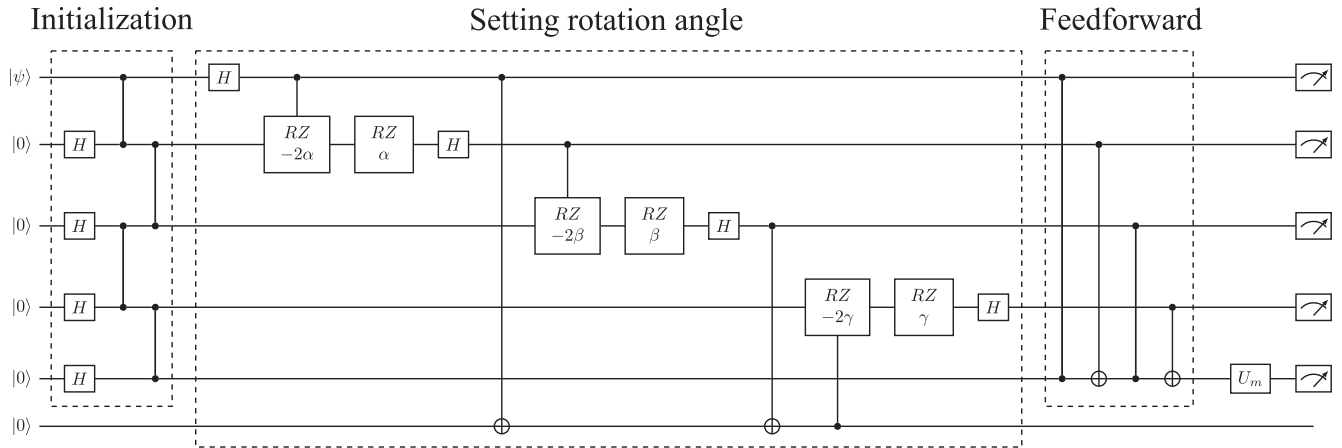 Initialization Setting rotation angle Feedforward
|ψ⟩ H
|0⟩ H RZ −2α RZ α H
|0⟩ H RZ −2β RZ β H
|0⟩ H RZ −2γ RZ γ H
|0⟩ H U_m
|0⟩